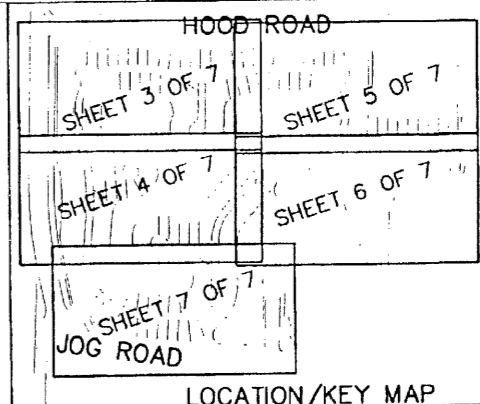 HOOD ROAD
SHEET 3 OF 7
SHEET 5 OF 7
SHEET 4 OF 7
SHEET 6 OF 7
SHEET 7 OF 7
JOG ROAD
LOCATION/KEY MAP